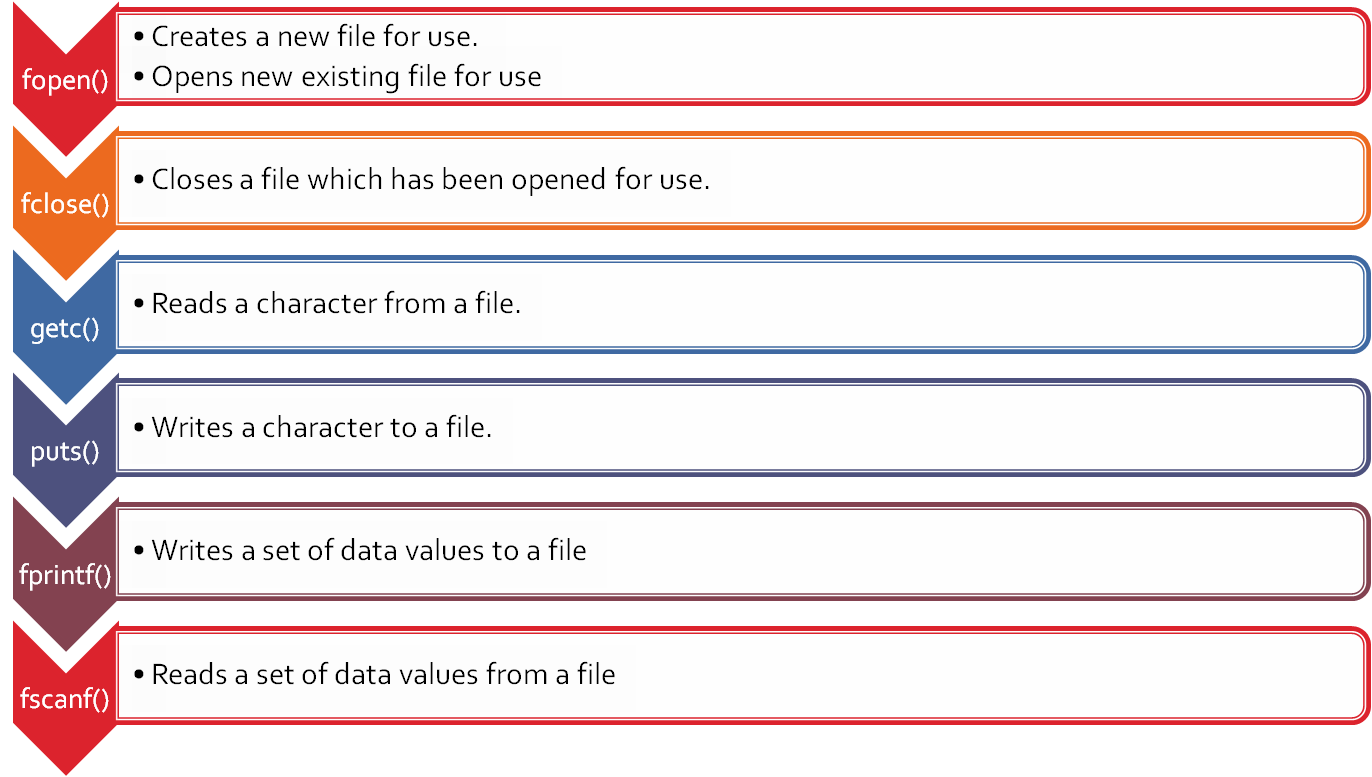 fopen()
• Creates a new file for use.
• Opens new existing file for use
fclose()
• Closes a file which has been opened for use.
getc()
• Reads a character from a file.
puts()
• Writes a character to a file.
fprintf()
• Writes a set of data values to a file
fscanf()
• Reads a set of data values from a file